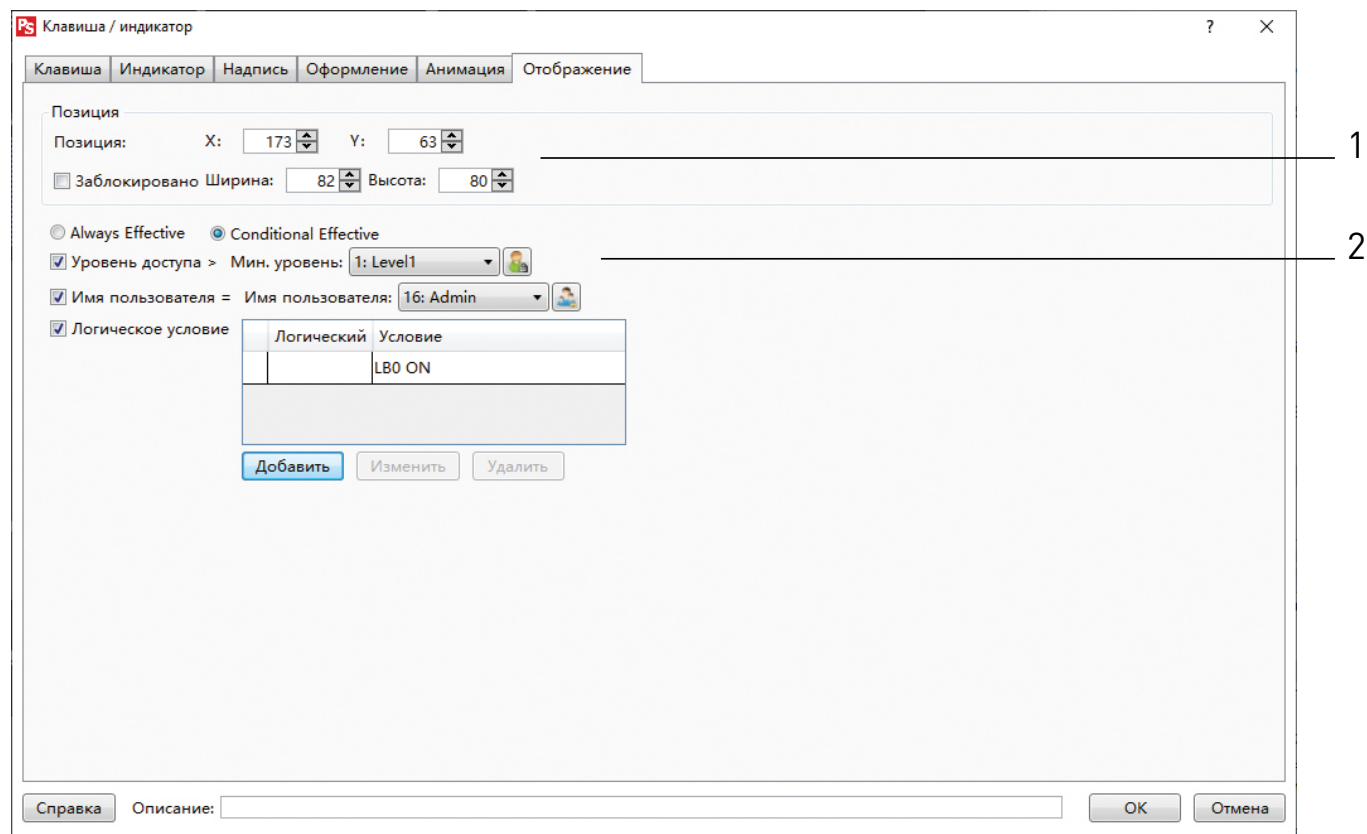 PS Клавиша / индикатор ?
Клавиша Индикатор Надпись Оформление Анимация Отображение
Позиция
Позиция: X: 173 Y: 63
1
Заблокировано Ширина: 82 Высота: 80
Always Effective Conditional Effective
2
Уровень доступа > Мин. уровень: 1: Level1
Имя пользователя = Имя пользователя: 16: Admin
Логическое условие
Логический Условие
LB0 ON
Добавить Изменить Удалить
Справка Описание: OK Отмена